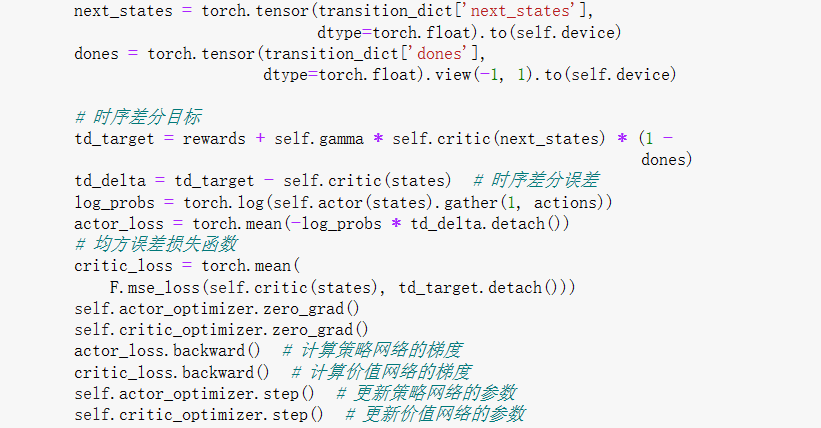 next_states = torch.tensor(transition_dict['next_states'],
dtype=torch.float).to(self.device)
dones = torch.tensor(transition_dict['dones'],
dtype=torch.float).view(-1, 1).to(self.device)
# 时序差分目标
td_target = rewards + self.gamma * self.critic(next_states) * (1 -
dones)
td_delta = td_target - self.critic(states)  # 时序差分误差
log_probs = torch.log(self.actor(states).gather(1, actions))
actor_loss = torch.mean(-log_probs * td_delta.detach())
# 均方误差损失函数
critic_loss = torch.mean(
F.mse_loss(self.critic(states), td_target.detach()))
self.actor_optimizer.zero_grad()
self.critic_optimizer.zero_grad()
actor_loss.backward()  # 计算策略网络的梯度
critic_loss.backward()  # 计算价值网络的梯度
self.actor_optimizer.step()  # 更新策略网络的参数
self.critic_optimizer.step()  # 更新价值网络的参数